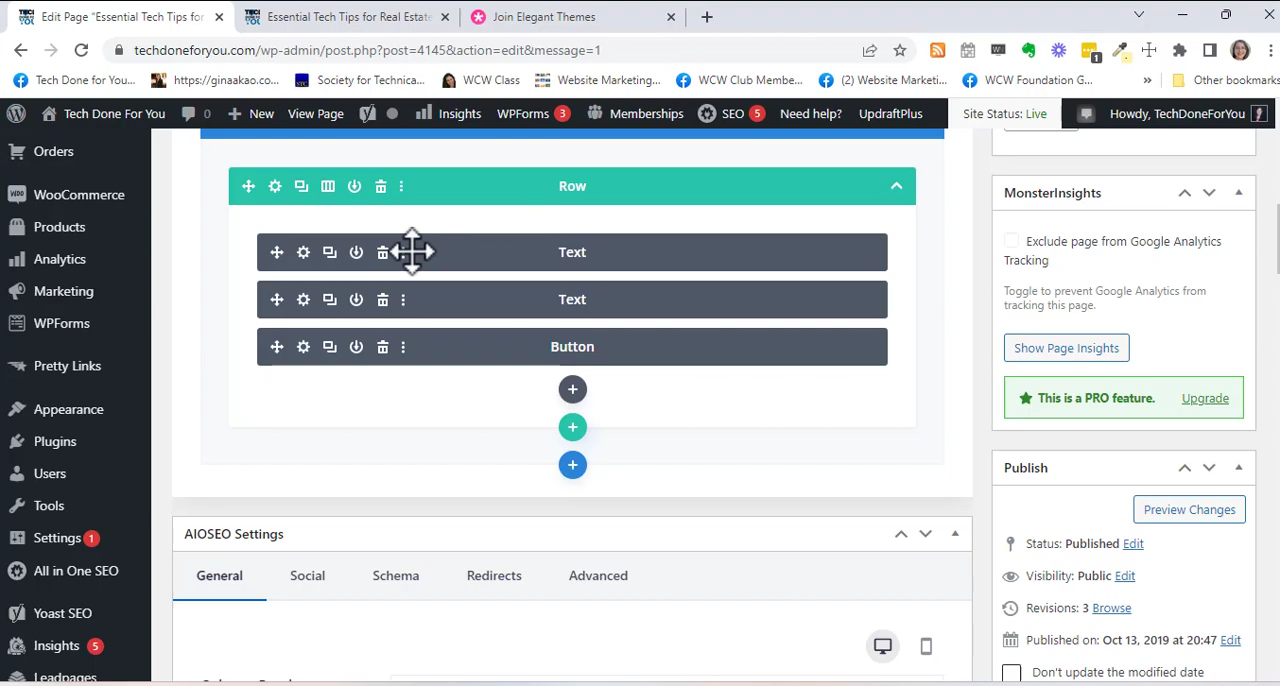 Edit Page "Essential Tech Tips for
Essential Tech Tips for Real Estate
Join Elegant Themes
techdoneforyou.com/wp-admin/post.php?post=4145&action=edit&message=1
1
Tech Done for You...
https://ginaakao.co...
Society for Technica...
WCW Class
Website Marketing...
WCW Club Membe...
(2) Website Marketi...
WCW Foundation G...
»
Other bookmarks
Tech Done For You
0
New
View Page
Insights
WPForms 3
Memberships
SEO 5
Need help?
UpdraftPlus
Site Status: Live
Howdy, TechDoneForYou
Orders
WooCommerce
Products
Analytics
Marketing
WPForms
Pretty Links
Appearance
Plugins
Users
Tools
Settings 1
All in One SEO
Yoast SEO
Insights 5
Leadpages
Row
Text
Text
Button
AIOSEO Settings
General
Social
Schema
Redirects
Advanced
MonsterInsights
Exclude page from Google Analytics
Tracking
Toggle to prevent Google Analytics from
tracking this page.
Show Page Insights
This is a PRO feature. Upgrade
Publish
Preview Changes
Status: Published Edit
Visibility: Public Edit
Revisions: 3 Browse
Published on: Oct 13, 2019 at 20:47 Edit
Don't update the modified date